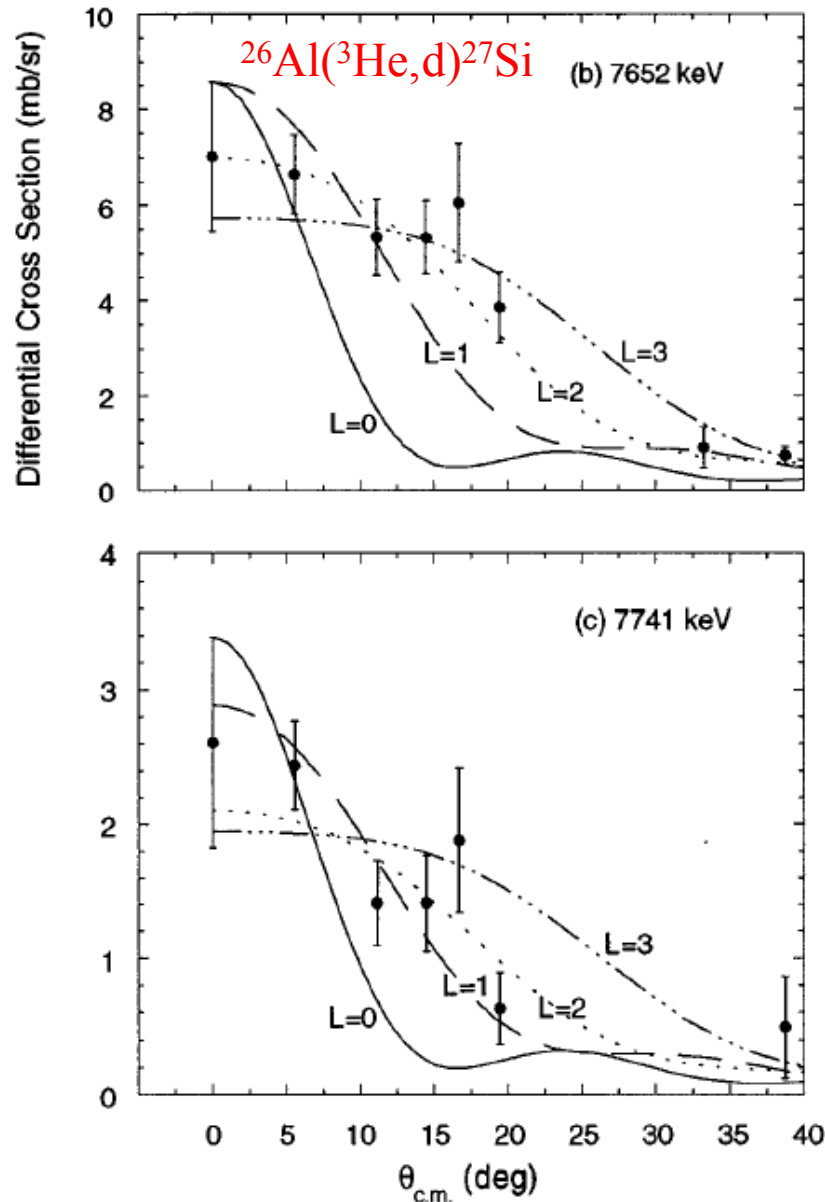 Differential Cross Section (mb/sr)
10
8
6
4
2
0
²⁶Al(³He,d)²⁷Si
(b) 7652 keV
L=0
L=1
L=2
L=3
4
3
2
1
0
(c) 7741 keV
L=0
L=1
L=2
L=3
0 5 10 15 20 25 30 35 40
θc.m. (deg)